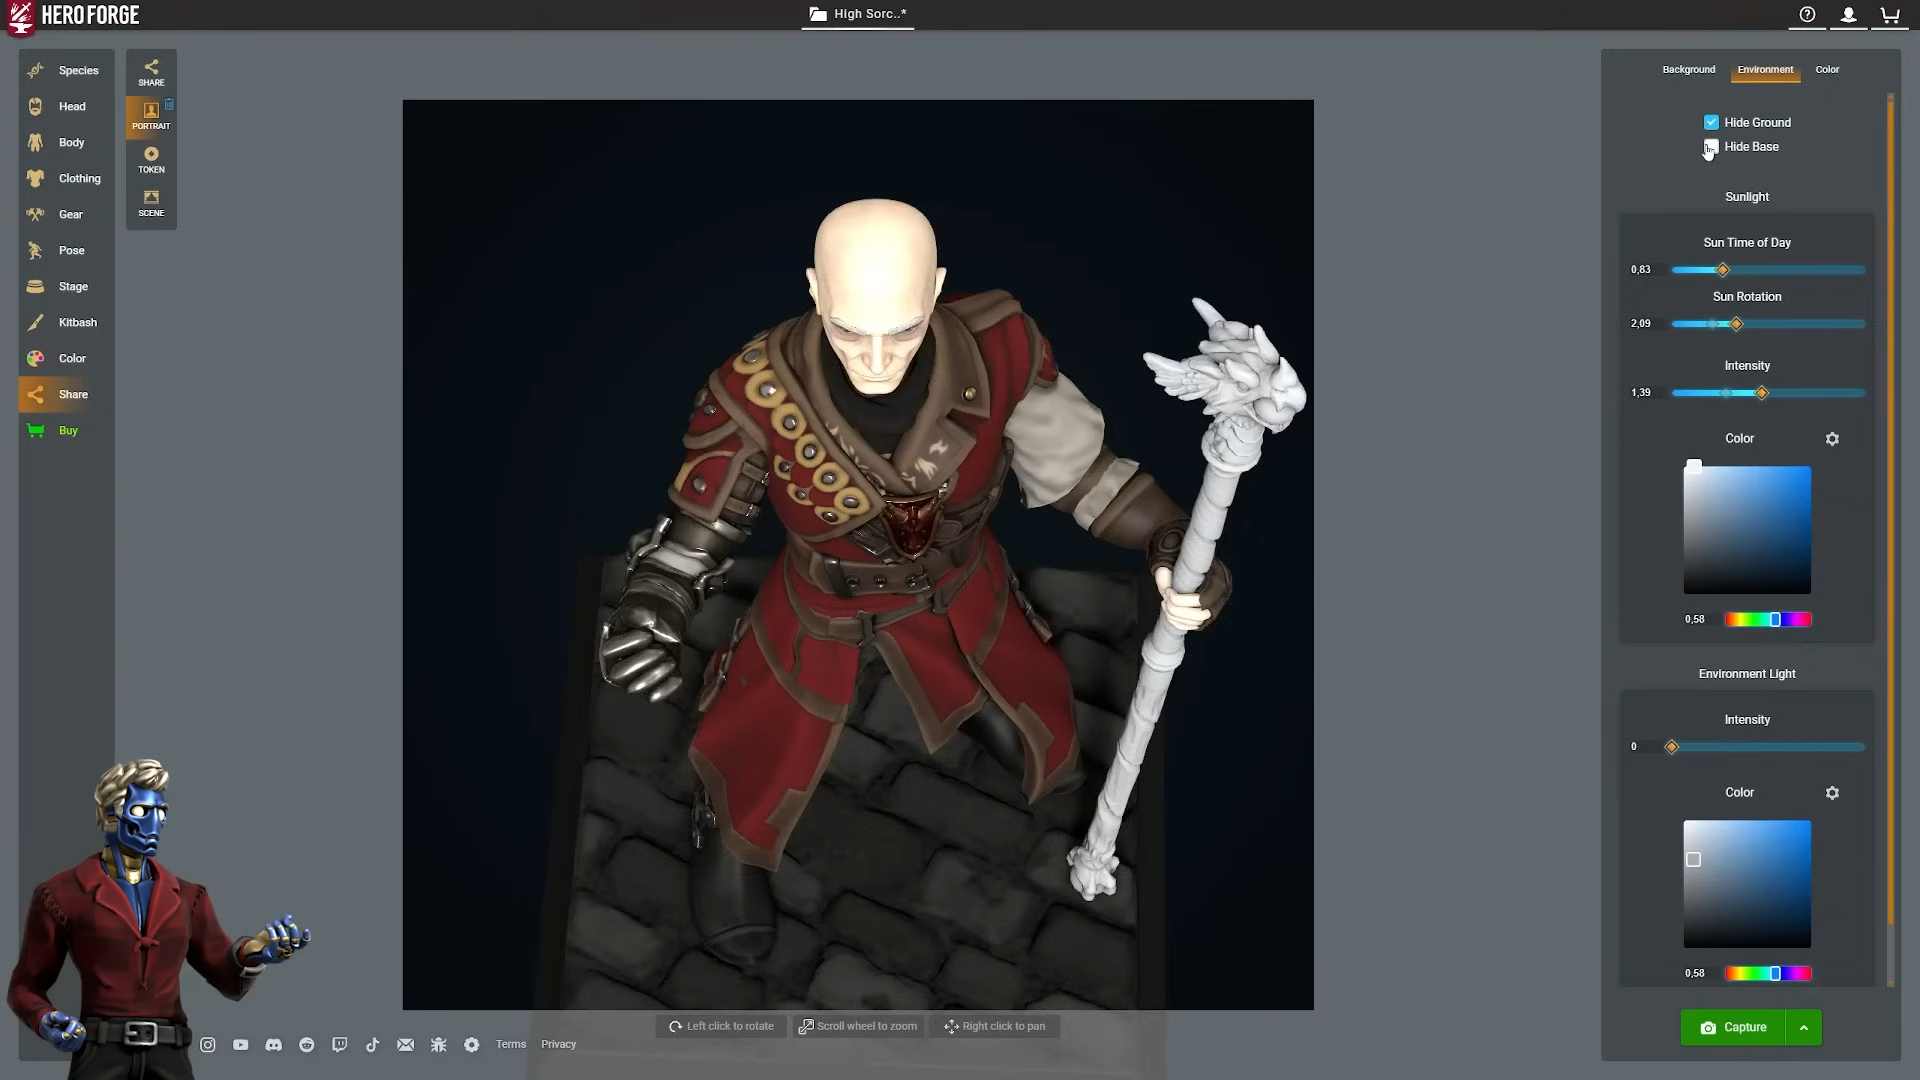 HERO FORGE
High Sorc..*
Species
Head
Body
Clothing
Gear
Pose
Stage
Kitbash
Color
Share
Buy
SHARE
PORTRAIT
TOKEN
SCENE
Background
Environment
Color
Hide Ground
Hide Base
Sunlight
Sun Time of Day
0,83
Sun Rotation
2,09
Intensity
1,39
Color
0,58
Environment Light
Intensity
0
Color
0,58
Capture
Left click to rotate
Scroll wheel to zoom
Right click to pan
Terms
Privacy